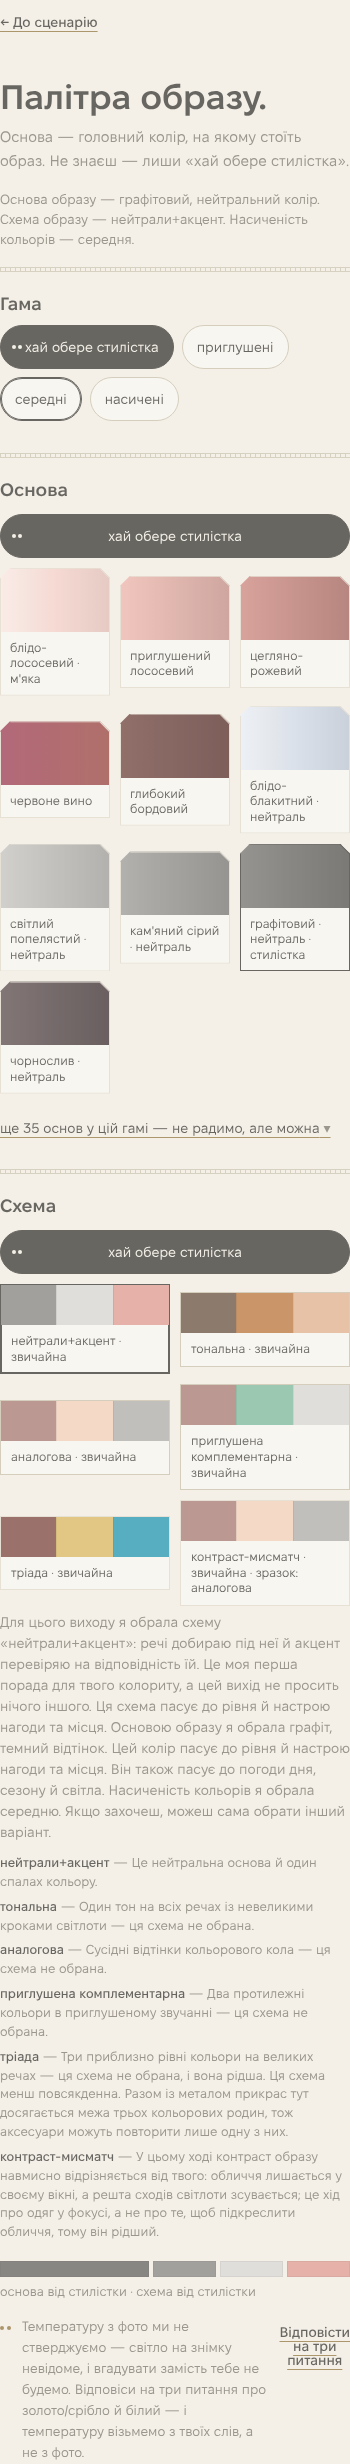 ← До сценарію
Палітра образу.
Основа — головний колір, на якому стоїть
образ. Не знаєш — лиши «хай обере стилістка».
Основа образу — графітовий, нейтральний колір.
Схема образу — нейтрали+акцент. Насиченість
кольорів — середня.
Гама
хай обере стилістка
приглушені
середні
насичені
Основа
хай обере стилістка
блідо-
лососевий ·
м'яка
приглушений
лососевий
цегляно-
рожевий
червоне вино
глибокий
бордовий
блідо-
блакитний ·
нейтраль
світлий
попелястий ·
нейтраль
кам'яний сірий
· нейтраль
графітовий ·
нейтраль ·
стилістка
чорнослив ·
нейтраль
ще 35 основ у цій гамі — не радимо, але можна ▾
Схема
хай обере стилістка
нейтрали+акцент ·
звичайна
тональна · звичайна
аналогова · звичайна
приглушена
комплементарна ·
звичайна
тріада · звичайна
контраст-мисматч ·
звичайна · зразок:
аналогова
Для цього виходу я обрала схему
«нейтрали+акцент»: речі добираю під неї й акцент
перевіряю на відповідність їй. Це моя перша
порада для твого колориту, а цей вихід не просить
нічого іншого. Ця схема пасує до рівня й настрою
нагоди та місця. Основою образу я обрала графіт,
темний відтінок. Цей колір пасує до рівня й настрою
нагоди та місця. Він також пасує до погоди дня,
сезону й світла. Насиченість кольорів я обрала
середню. Якщо захочеш, можеш сама обрати інший
варіант.
нейтрали+акцент — Це нейтральна основа й один
спалах кольору.
тональна — Один тон на всіх речах із невеликими
кроками світлоти — ця схема не обрана.
аналогова — Сусідні відтінки кольорового кола — ця
схема не обрана.
приглушена комплементарна — Два протилежні
кольори в приглушеному звучанні — ця схема не
обрана.
тріада — Три приблизно рівні кольори на великих
речах — ця схема не обрана, і вона рідша. Ця схема
менш повсякденна. Разом із металом прикрас тут
досягається межа трьох кольорових родин, тож
аксесуари можуть повторити лише одну з них.
контраст-мисматч — У цьому ході контраст образу
навмисно відрізняється від твого: обличчя лишається у
своєму вікні, а решта сходів світлоти зсувається; це хід
про одяг у фокусі, а не про те, щоб підкреслити
обличчя, тому він рідший.
основа від стилістки · схема від стилістки
Температуру з фото ми не
стверджуємо — світло на знімку
невідоме, і вгадувати замість тебе не
будемо. Відповіси на три питання про
золото/срібло й білий — і
температуру візьмемо з твоїх слів, а
не з фото.
Відповісти
на три
питання